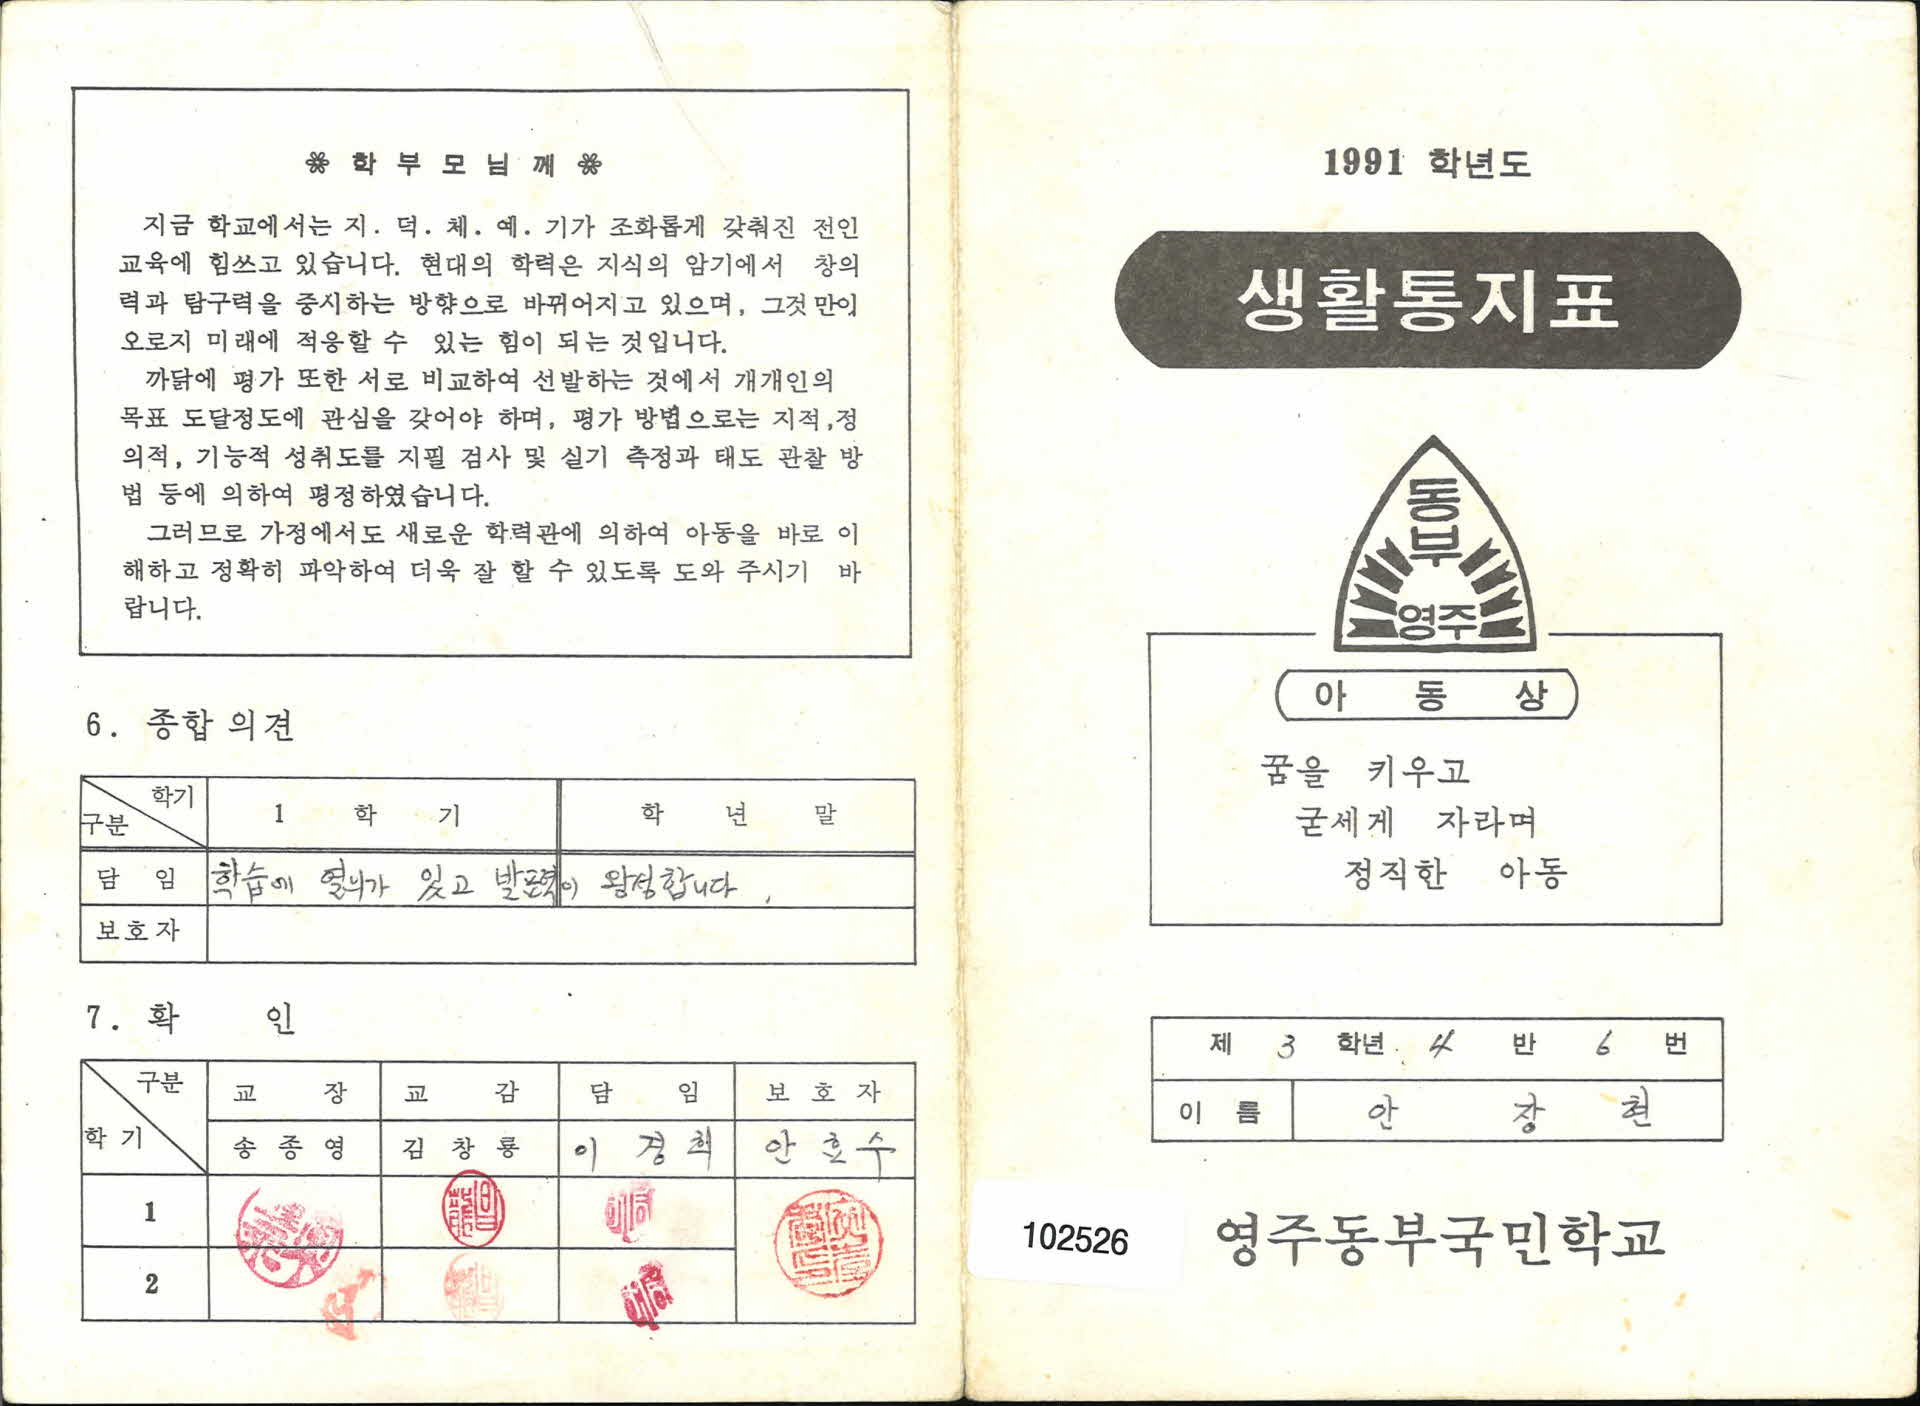 ※ 학 부 모 님 께 ※
지금 학교에서는 지. 덕. 체. 예. 기가 조화롭게 갖춰진 전인
교육에 힘쓰고 있습니다. 현대의 학력은 지식의 암기에서 창의
력과 탐구력을 중시하는 방향으로 바뀌어지고 있으며, 그것만이
오로지 미래에 적응할 수 있는 힘이 되는 것입니다.
까닭에 평가 또한 서로 비교하여 선발하는 것에서 개개인의
목표 도달정도에 관심을 갖어야 하며, 평가 방법으로는 지적,정
의적, 기능적 성취도를 지필 검사 및 실기 측정과 태도 관찰 방
법 등에 의하여 평정하였습니다.
그러므로 가정에서도 새로운 학력관에 의하여 아동을 바로 이
해하고 정확히 파악하여 더욱 잘 할 수 있도록 도와 주시기 바
랍니다.
6. 종합 의견
학기
구분
1 학 기
학 년 말
담 임
학습에 열의가 있고 발표력이 왕성합니다.
보호자
7. 확 인
구분
학 기
교 장 교 감 담 임 보 호 자
송 종 영 김 창 룡 이 경 희 안 효 수
1
2
1991 학년도
생활통지표
동
부
영주
아 동 상
꿈을 키우고
굳세게 자라며
정직한 아동
제 3 학년 4 반 6 번
이 름 안 장 현
102526
영주동부국민학교